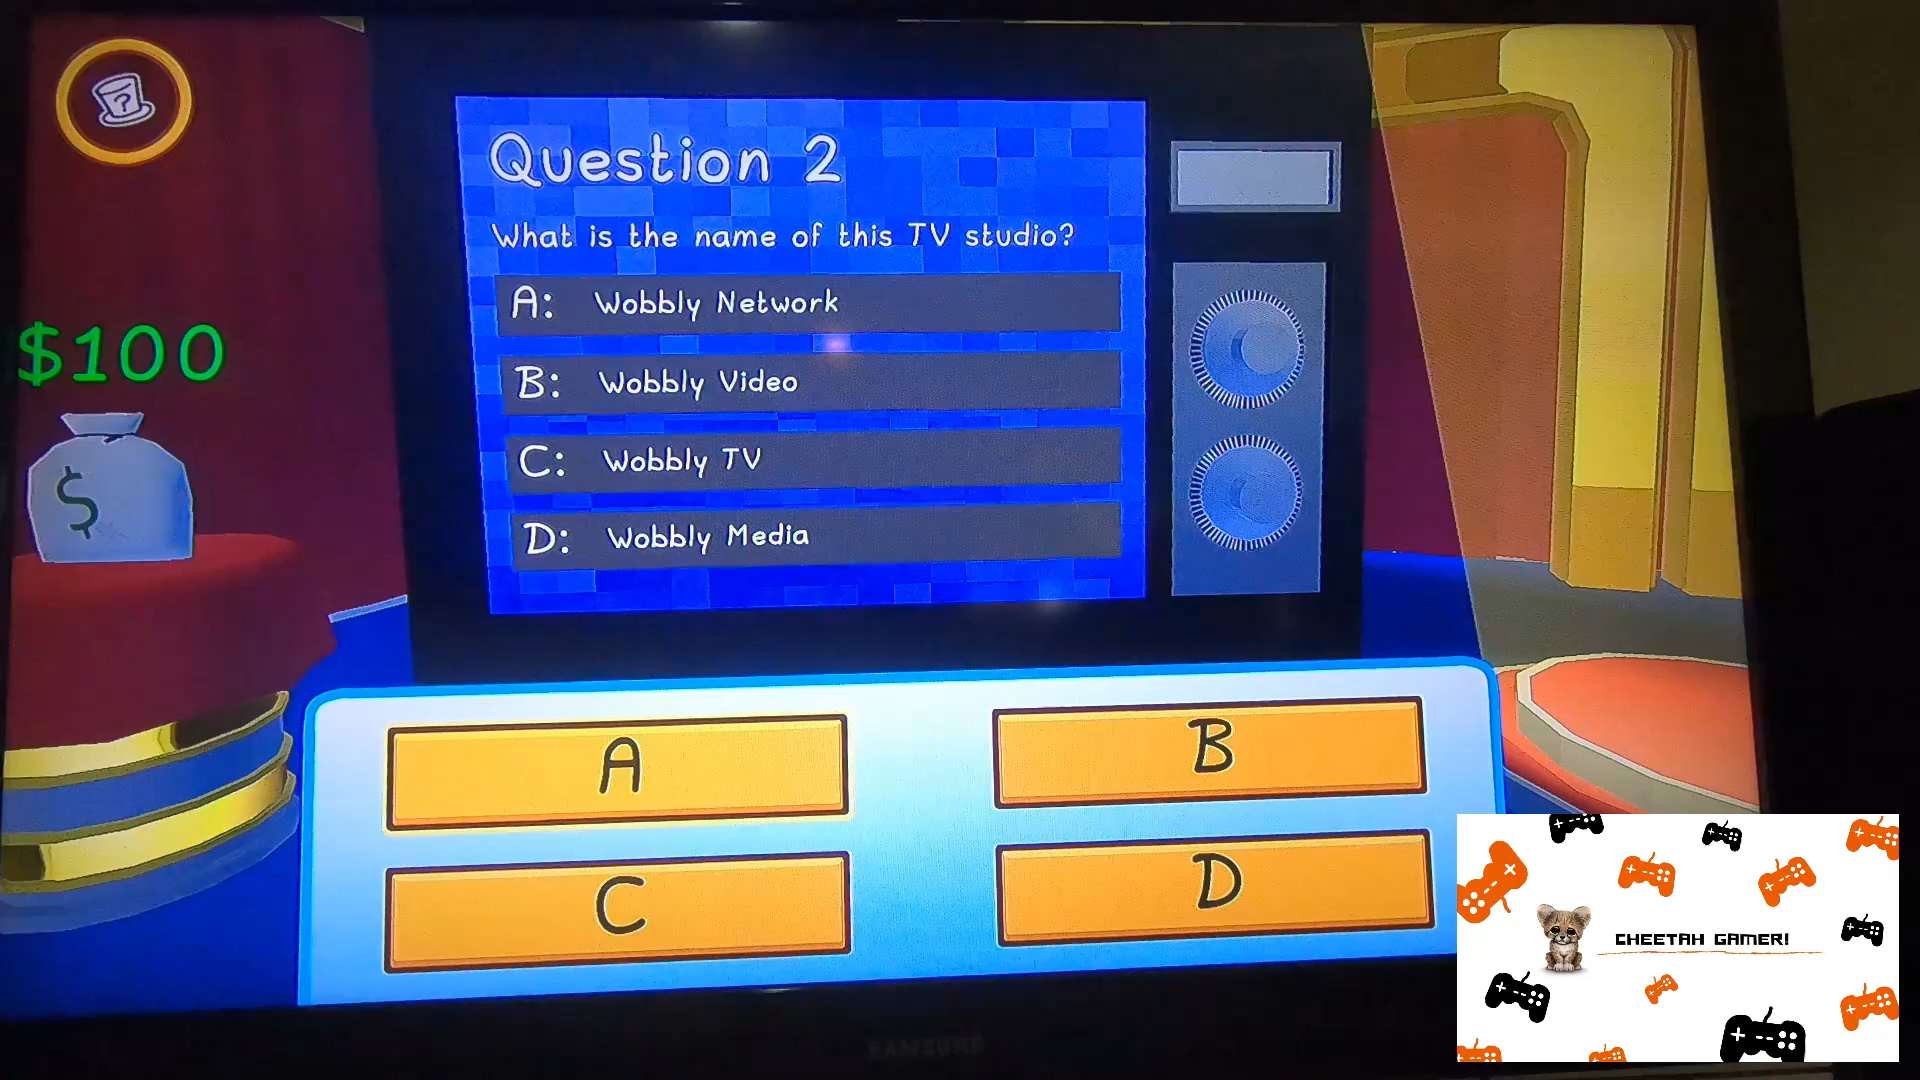 ?
Question 2
What is the name of this TV studio?
A: Wobbly Network
B: Wobbly Video
C: Wobbly TV
D: Wobbly Media
$100
$
A
B
C
D
CHEETAH GAMER!
SAMSUNG